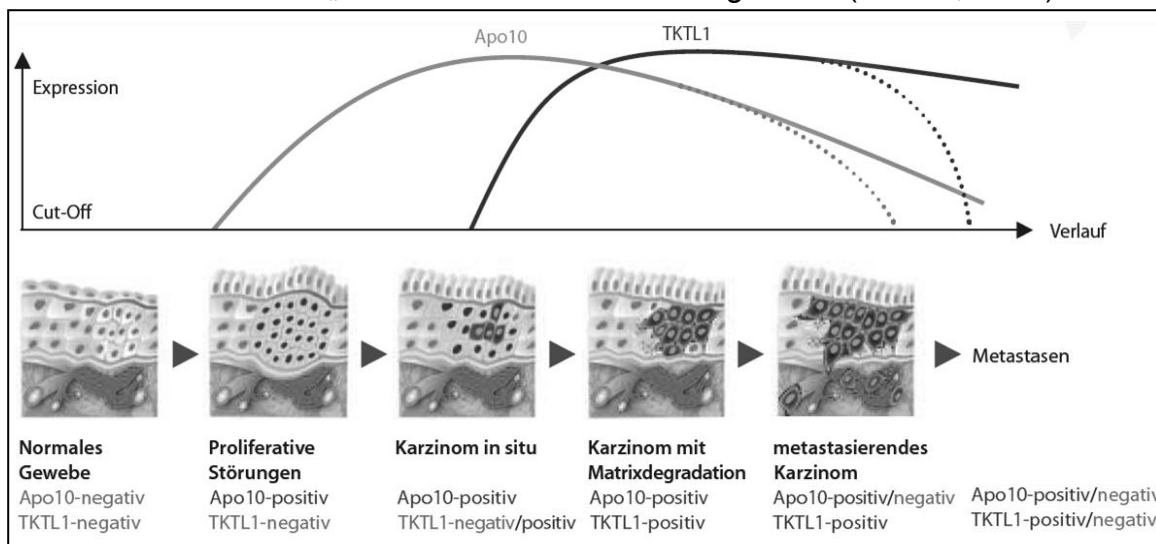 Apo10
TKTL1
Expression
Cut-Off
Verlauf
Metastasen
Normales
Gewebe
Apo10-negativ
TKTL1-negativ
Proliferative
Störungen
Apo10-positiv
TKTL1-negativ
Karzinom in situ
Apo10-positiv
TKTL1-negativ/positiv
Karzinom mit
Matrixdegradation
Apo10-positiv
TKTL1-positiv
metastasierendes
Karzinom
Apo10-positiv/negativ
TKTL1-positiv
Apo10-positiv/negativ
TKTL1-positiv/negativ